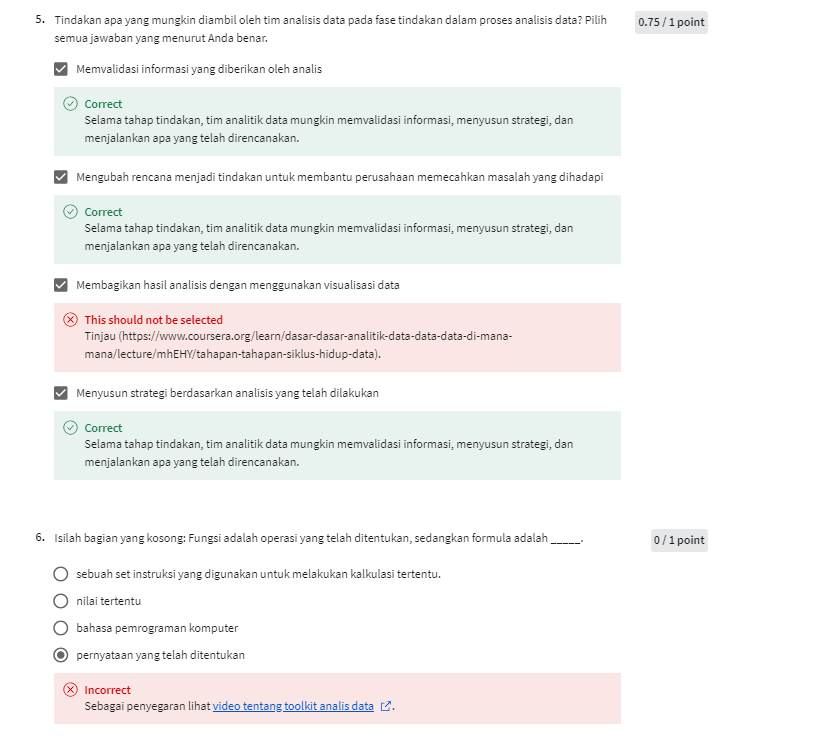 5. Tindakan apa yang mungkin diambil oleh tim analisis data pada fase tindakan dalam proses analisis data? Pilih
semua jawaban yang menurut Anda benar.
0.75 / 1 point
Memvalidasi informasi yang diberikan oleh analis
Correct
Selama tahap tindakan, tim analitik data mungkin memvalidasi informasi, menyusun strategi, dan
menjalankan apa yang telah direncanakan.
Mengubah rencana menjadi tindakan untuk membantu perusahaan memecahkan masalah yang dihadapi
Correct
Selama tahap tindakan, tim analitik data mungkin memvalidasi informasi, menyusun strategi, dan
menjalankan apa yang telah direncanakan.
Membagikan hasil analisis dengan menggunakan visualisasi data
This should not be selected
Tinjau (https://www.coursera.org/learn/dasar-dasar-analitik-data-data-data-di-mana-
mana/lecture/mhEHY/tahapan-tahapan-siklus-hidup-data).
Menyusun strategi berdasarkan analisis yang telah dilakukan
Correct
Selama tahap tindakan, tim analitik data mungkin memvalidasi informasi, menyusun strategi, dan
menjalankan apa yang telah direncanakan.
6. Isilah bagian yang kosong: Fungsi adalah operasi yang telah ditentukan, sedangkan formula adalah _____.
0 / 1 point
sebuah set instruksi yang digunakan untuk melakukan kalkulasi tertentu.
nilai tertentu
bahasa pemrograman komputer
pernyataan yang telah ditentukan
Incorrect
Sebagai penyegaran lihat video tentang toolkit analis data.